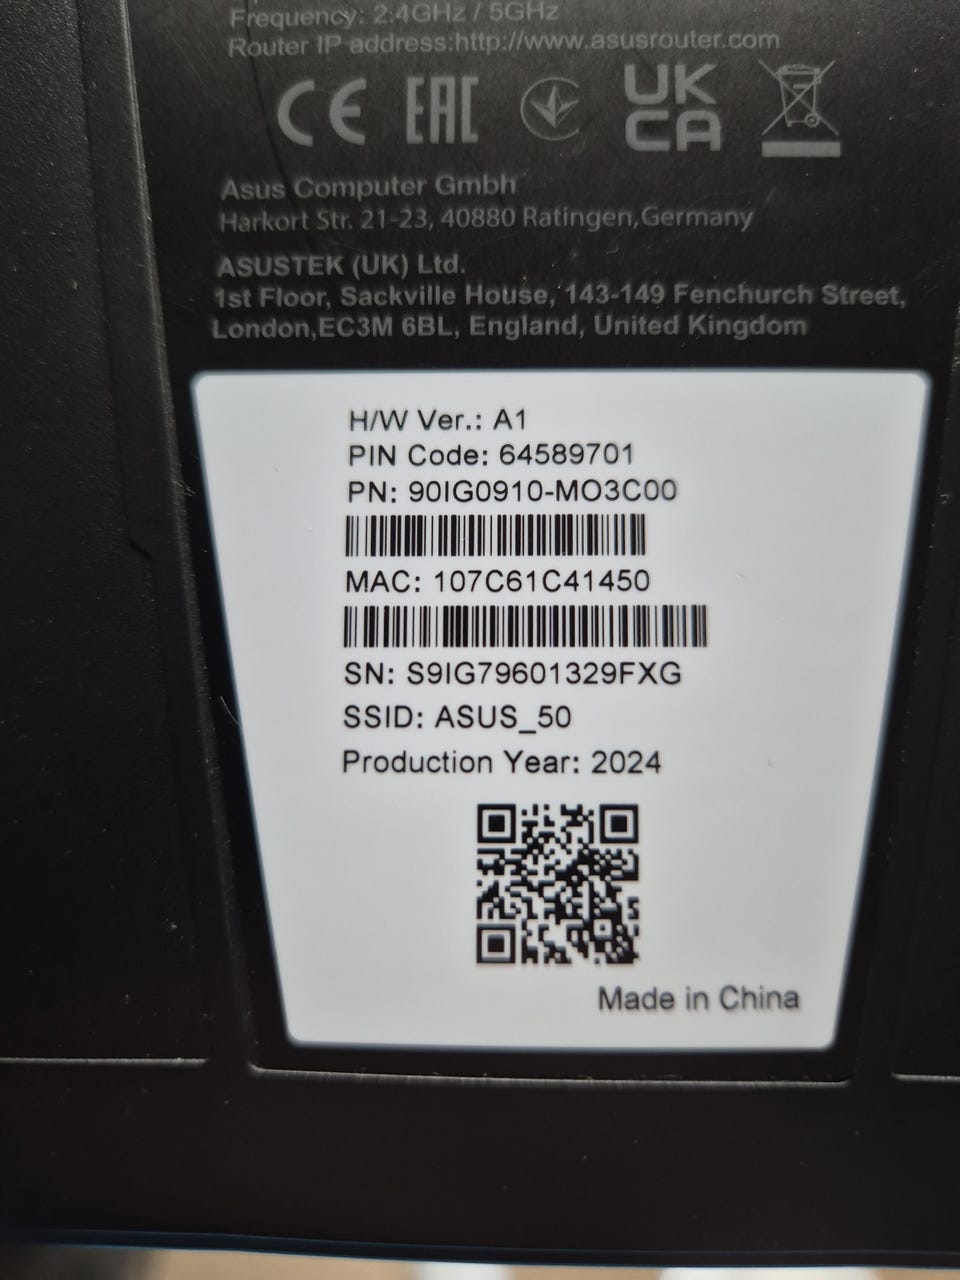 Frequency: 2.4GHz / 5GHz
Router IP address:http://www.asusrouter.com
CE EAC UK CA
Asus Computer Gmbh
Harkort Str. 21-23, 40880 Ratingen,Germany
ASUSTEK (UK) Ltd.
1st Floor, Sackville House, 143-149 Fenchurch Street,
London,EC3M 6BL, England, United Kingdom
H/W Ver.: A1
PIN Code: 64589701
PN: 90IG0910-MO3C00
MAC: 107C61C41450
SN: S9IG79601329FXG
SSID: ASUS_50
Production Year: 2024
Made in China